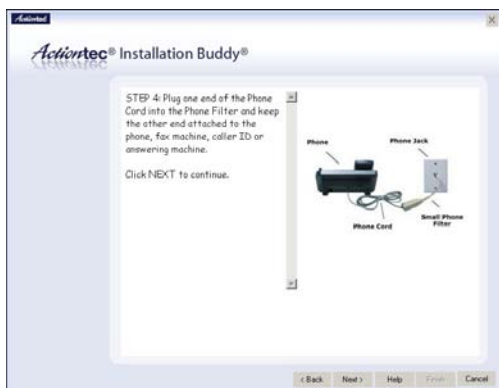 Actiontec
X
Actiontec® Installation Buddy®
STEP 4: Plug one end of the Phone
Cord into the Phone Filter and keep
the other end attached to the
phone, fax machine, caller ID or
answering machine.
Click NEXT to continue.
Phone
Phone Jack
Phone Cord
Small Phone
Filter
< Back
Next >
Help
Finish
Cancel